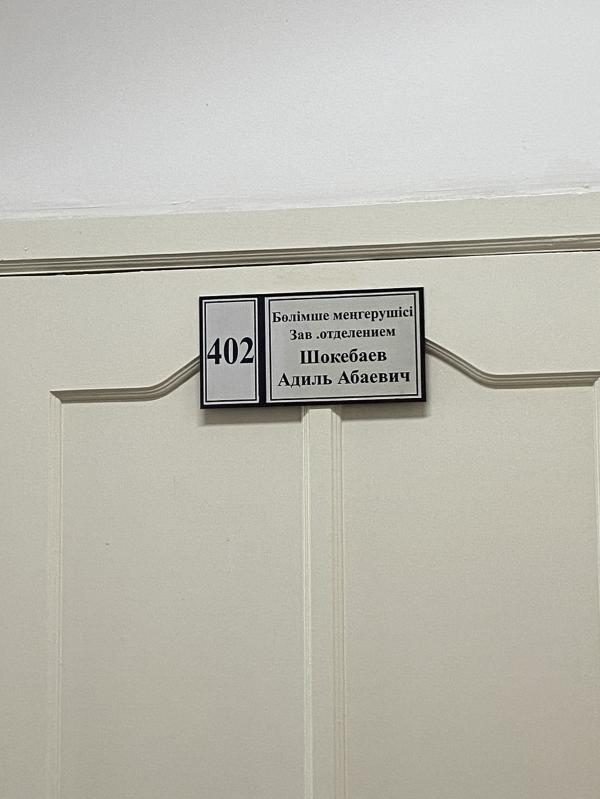 402
Бөлімше меңгерушісі
Зав .отделением
Шокебаев
Адиль Абаевич